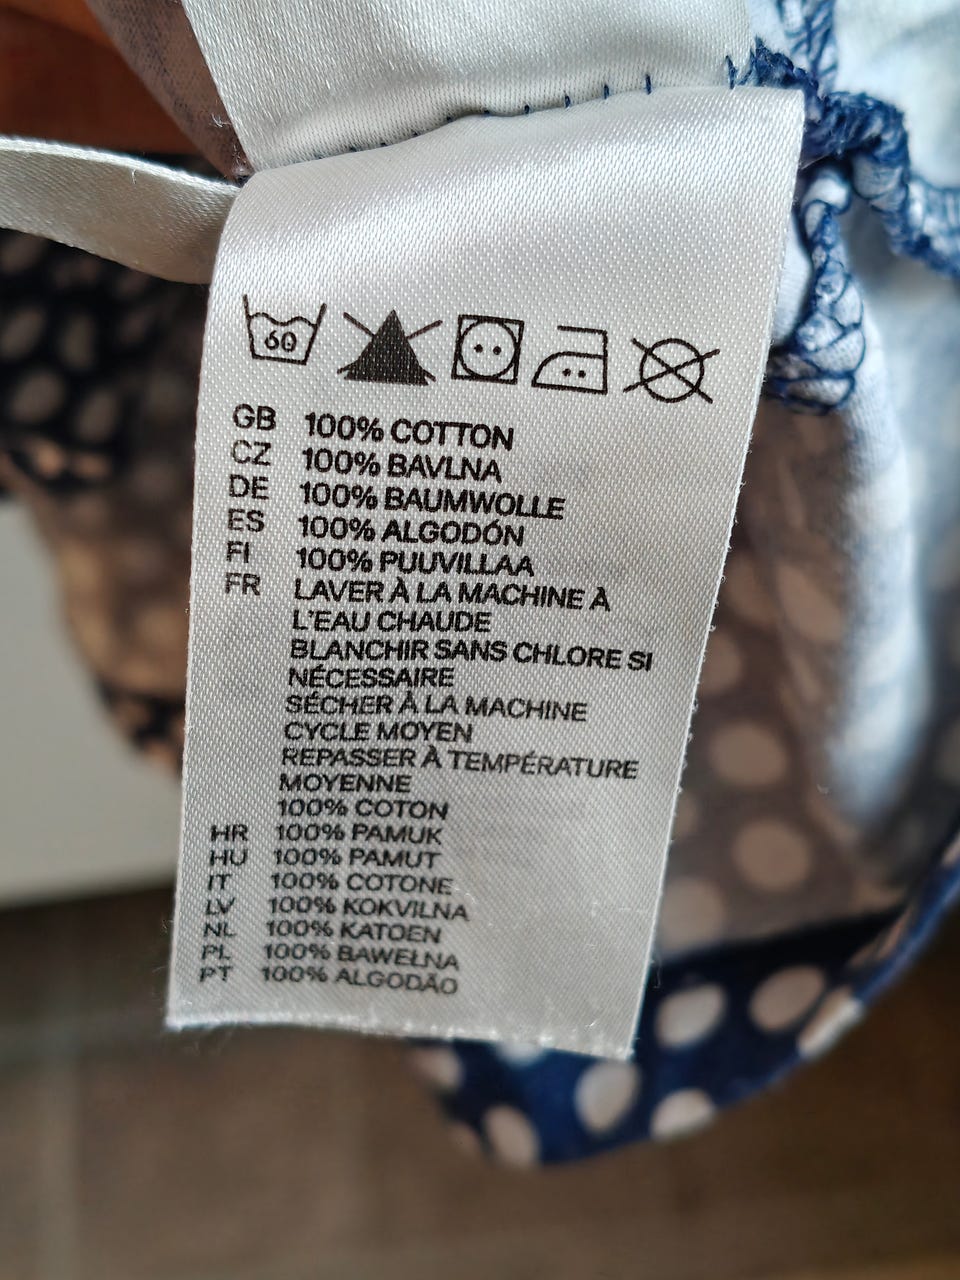 60
GB 100% COTTON
CZ 100% BAVLNA
DE 100% BAUMWOLLE
ES 100% ALGODÓN
FI 100% PUUVILLAA
FR LAVER À LA MACHINE À
L'EAU CHAUDE
BLANCHIR SANS CHLORE SI
NÉCESSAIRE
SÉCHER À LA MACHINE
CYCLE MOYEN
REPASSER À TEMPÉRATURE
MOYENNE
100% COTON
HR 100% PAMUK
HU 100% PAMUT
IT 100% COTONE
LV 100% KOKVILNA
NL 100% KATOEN
PL 100% BAWEŁNA
PT 100% ALGODÃO